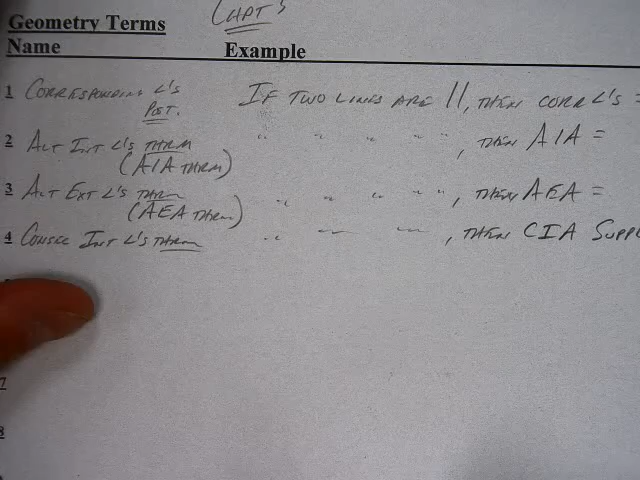 CHPT 3
Geometry Terms
Name Example
1 CORRESPONDING L's IF TWO LINES ARE ||, THEN CORR L's =
POST.
2 ALT INT L's THRM " " " " ", THEN AIA =
(AIA THRM)
3 ALT EXT L's THRM " " " " ", THEN AEA =
(AEA THRM)
4 CONSEC INT L's THRM " " ", THEN CIA SUPPL
7
8